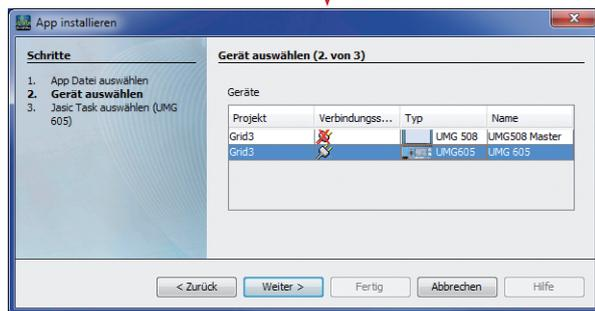 App installieren
Schritte
1. App Datei auswählen
2. Gerät auswählen
3. Jasic Task auswählen (UMG
605)
Gerät auswählen (2. von 3)
Geräte
Projekt Verbindungss... Typ Name
Grid3 UMG 508 UMG508 Master
Grid3 UMG605 UMG 605
< Zurück Weiter > Fertig Abbrechen Hilfe